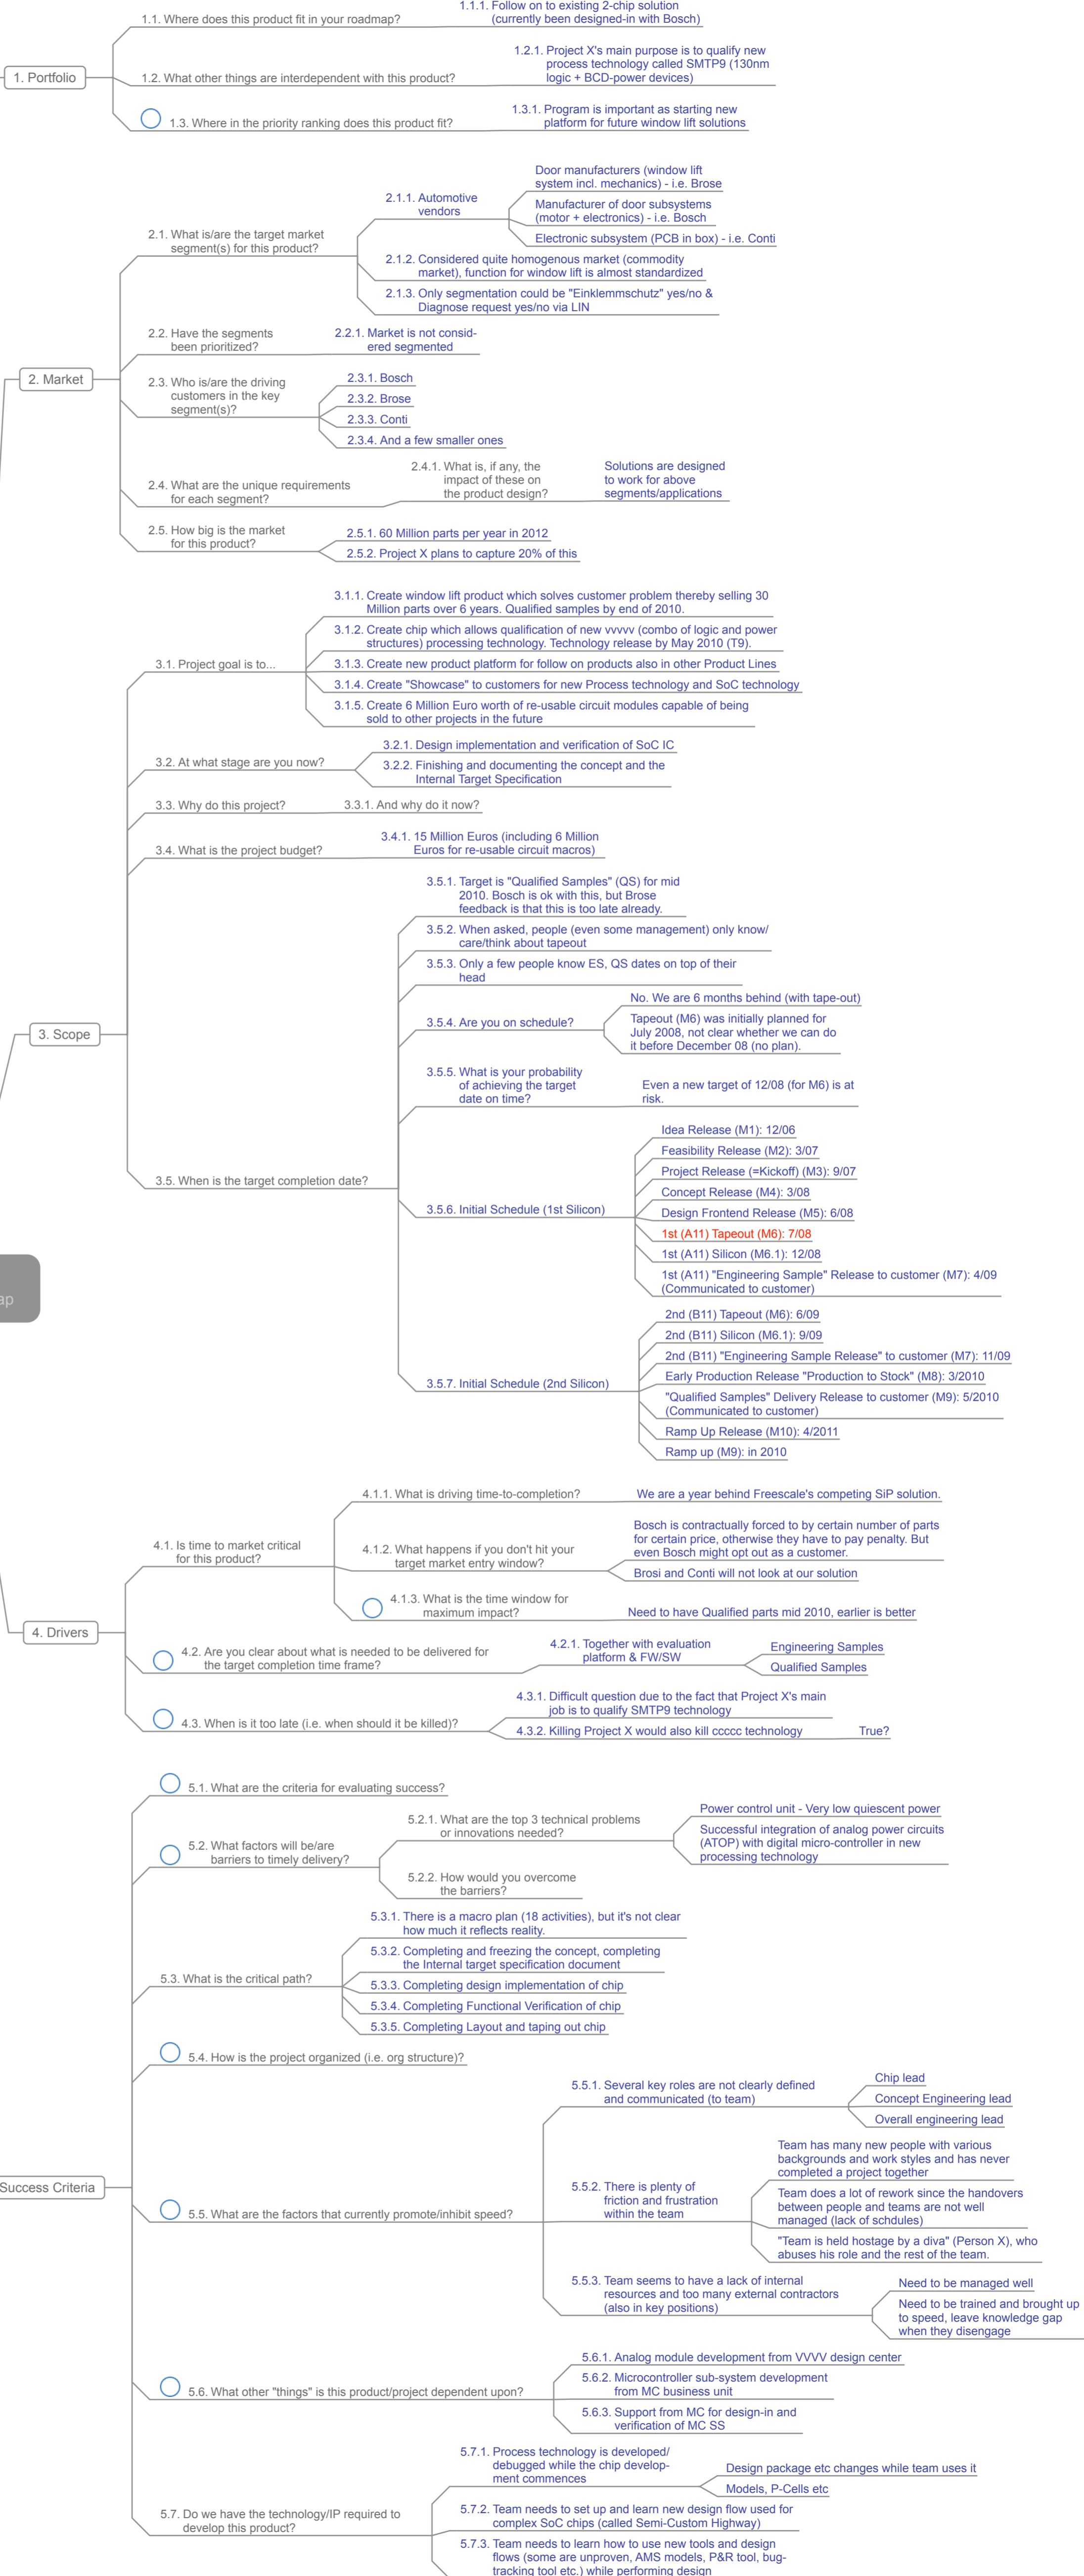 1. Portfolio
1.1. Where does this product fit in your roadmap?
1.1.1. Follow on to existing 2-chip solution
(currently been designed-in with Bosch)
1.2. What other things are interdependent with this product?
1.2.1. Project X's main purpose is to qualify new
process technology called SMTP9 (130nm
logic + BCD-power devices)
1.3. Where in the priority ranking does this product fit?
1.3.1. Program is important as starting new
platform for future window lift solutions
2. Market
2.1. What is/are the target market
segment(s) for this product?
2.1.1. Automotive
vendors
Door manufacturers (window lift
system incl. mechanics) - i.e. Brose
Manufacturer of door subsystems
(motor + electronics) - i.e. Bosch
Electronic subsystem (PCB in box) - i.e. Conti
2.1.2. Considered quite homogenous market (commodity
market), function for window lift is almost standardized
2.1.3. Only segmentation could be "Einklemmschutz" yes/no &
Diagnose request yes/no via LIN
2.2. Have the segments
been prioritized?
2.2.1. Market is not consid-
ered segmented
2.3. Who is/are the driving
customers in the key
segment(s)?
2.3.1. Bosch
2.3.2. Brose
2.3.3. Conti
2.3.4. And a few smaller ones
2.4. What are the unique requirements
for each segment?
2.4.1. What is, if any, the
impact of these on
the product design?
Solutions are designed
to work for above
segments/applications
2.5. How big is the market
for this product?
2.5.1. 60 Million parts per year in 2012
2.5.2. Project X plans to capture 20% of this
3. Scope
3.1. Project goal is to...
3.1.1. Create window lift product which solves customer problem thereby selling 30
Million parts over 6 years. Qualified samples by end of 2010.
3.1.2. Create chip which allows qualification of new vvvvv (combo of logic and power
structures) processing technology. Technology release by May 2010 (T9).
3.1.3. Create new product platform for follow on products also in other Product Lines
3.1.4. Create "Showcase" to customers for new Process technology and SoC technology
3.1.5. Create 6 Million Euro worth of re-usable circuit modules capable of being
sold to other projects in the future
3.2. At what stage are you now?
3.2.1. Design implementation and verification of SoC IC
3.2.2. Finishing and documenting the concept and the
Internal Target Specification
3.3. Why do this project?
3.3.1. And why do it now?
3.4. What is the project budget?
3.4.1. 15 Million Euros (including 6 Million
Euros for re-usable circuit macros)
3.5. When is the target completion date?
3.5.1. Target is "Qualified Samples" (QS) for mid
2010. Bosch is ok with this, but Brose
feedback is that this is too late already.
3.5.2. When asked, people (even some management) only know/
care/think about tapeout
3.5.3. Only a few people know ES, QS dates on top of their
head
3.5.4. Are you on schedule?
No. We are 6 months behind (with tape-out)
Tapeout (M6) was initially planned for
July 2008, not clear whether we can do
it before December 08 (no plan).
3.5.5. What is your probability
of achieving the target
date on time?
Even a new target of 12/08 (for M6) is at
risk.
3.5.6. Initial Schedule (1st Silicon)
Idea Release (M1): 12/06
Feasibility Release (M2): 3/07
Project Release (=Kickoff) (M3): 9/07
Concept Release (M4): 3/08
Design Frontend Release (M5): 6/08
1st (A11) Tapeout (M6): 7/08
1st (A11) Silicon (M6.1): 12/08
1st (A11) "Engineering Sample" Release to customer (M7): 4/09
(Communicated to customer)
ap
3.5.7. Initial Schedule (2nd Silicon)
2nd (B11) Tapeout (M6): 6/09
2nd (B11) Silicon (M6.1): 9/09
2nd (B11) "Engineering Sample Release" to customer (M7): 11/09
Early Production Release "Production to Stock" (M8): 3/2010
"Qualified Samples" Delivery Release to customer (M9): 5/2010
(Communicated to customer)
Ramp Up Release (M10): 4/2011
Ramp up (M9): in 2010
4. Drivers
4.1. Is time to market critical
for this product?
4.1.1. What is driving time-to-completion?
We are a year behind Freescale's competing SiP solution.
4.1.2. What happens if you don't hit your
target market entry window?
Bosch is contractually forced to by certain number of parts
for certain price, otherwise they have to pay penalty. But
even Bosch might opt out as a customer.
Brosi and Conti will not look at our solution
4.1.3. What is the time window for
maximum impact?
Need to have Qualified parts mid 2010, earlier is better
4.2. Are you clear about what is needed to be delivered for
the target completion time frame?
4.2.1. Together with evaluation
platform & FW/SW
Engineering Samples
Qualified Samples
4.3. When is it too late (i.e. when should it be killed)?
4.3.1. Difficult question due to the fact that Project X's main
job is to qualify SMTP9 technology
4.3.2. Killing Project X would also kill ccccc technology
True?
Success Criteria
5.1. What are the criteria for evaluating success?
5.2. What factors will be/are
barriers to timely delivery?
5.2.1. What are the top 3 technical problems
or innovations needed?
Power control unit - Very low quiescent power
Successful integration of analog power circuits
(ATOP) with digital micro-controller in new
processing technology
5.2.2. How would you overcome
the barriers?
5.3. What is the critical path?
5.3.1. There is a macro plan (18 activities), but it's not clear
how much it reflects reality.
5.3.2. Completing and freezing the concept, completing
the Internal target specification document
5.3.3. Completing design implementation of chip
5.3.4. Completing Functional Verification of chip
5.3.5. Completing Layout and taping out chip
5.4. How is the project organized (i.e. org structure)?
5.5. What are the factors that currently promote/inhibit speed?
5.5.1. Several key roles are not clearly defined
and communicated (to team)
Chip lead
Concept Engineering lead
Overall engineering lead
5.5.2. There is plenty of
friction and frustration
within the team
Team has many new people with various
backgrounds and work styles and has never
completed a project together
Team does a lot of rework since the handovers
between people and teams are not well
managed (lack of schdules)
"Team is held hostage by a diva" (Person X), who
abuses his role and the rest of the team.
5.5.3. Team seems to have a lack of internal
resources and too many external contractors
(also in key positions)
Need to be managed well
Need to be trained and brought up
to speed, leave knowledge gap
when they disengage
5.6. What other "things" is this product/project dependent upon?
5.6.1. Analog module development from VVVV design center
5.6.2. Microcontroller sub-system development
from MC business unit
5.6.3. Support from MC for design-in and
verification of MC SS
5.7. Do we have the technology/IP required to
develop this product?
5.7.1. Process technology is developed/
debugged while the chip develop-
ment commences
Design package etc changes while team uses it
Models, P-Cells etc
5.7.2. Team needs to set up and learn new design flow used for
complex SoC chips (called Semi-Custom Highway)
5.7.3. Team needs to learn how to use new tools and design
flows (some are unproven, AMS models, P&R tool, bug-
tracking tool etc.) while performing design